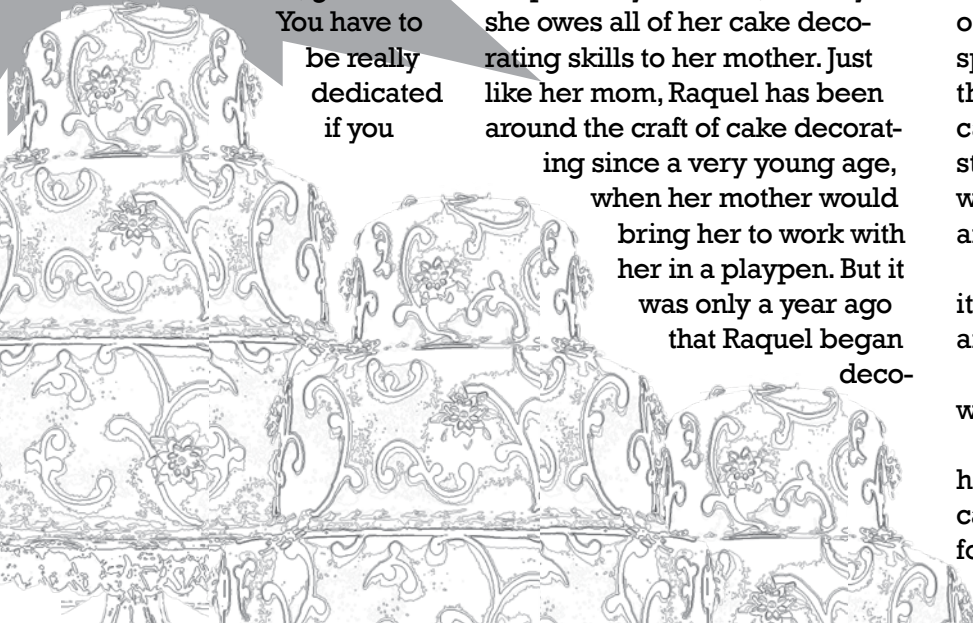 You have to
be really
dedicated
if you
she owes all of her cake deco-
rating skills to her mother. Just
like her mom, Raquel has been
around the craft of cake decorat-
ing since a very young age,
when her mother would
bring her to work with
her in a playpen. But it
was only a year ago
that Raquel began
deco-